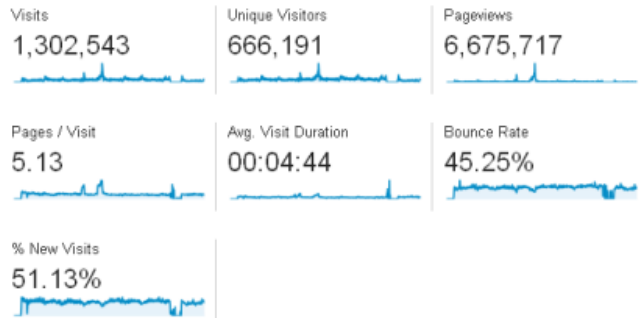 Visits
1,302,543
Unique Visitors
666,191
Pageviews
6,675,717
Pages / Visit
5.13
Avg. Visit Duration
00:04:44
Bounce Rate
45.25%
% New Visits
51.13%